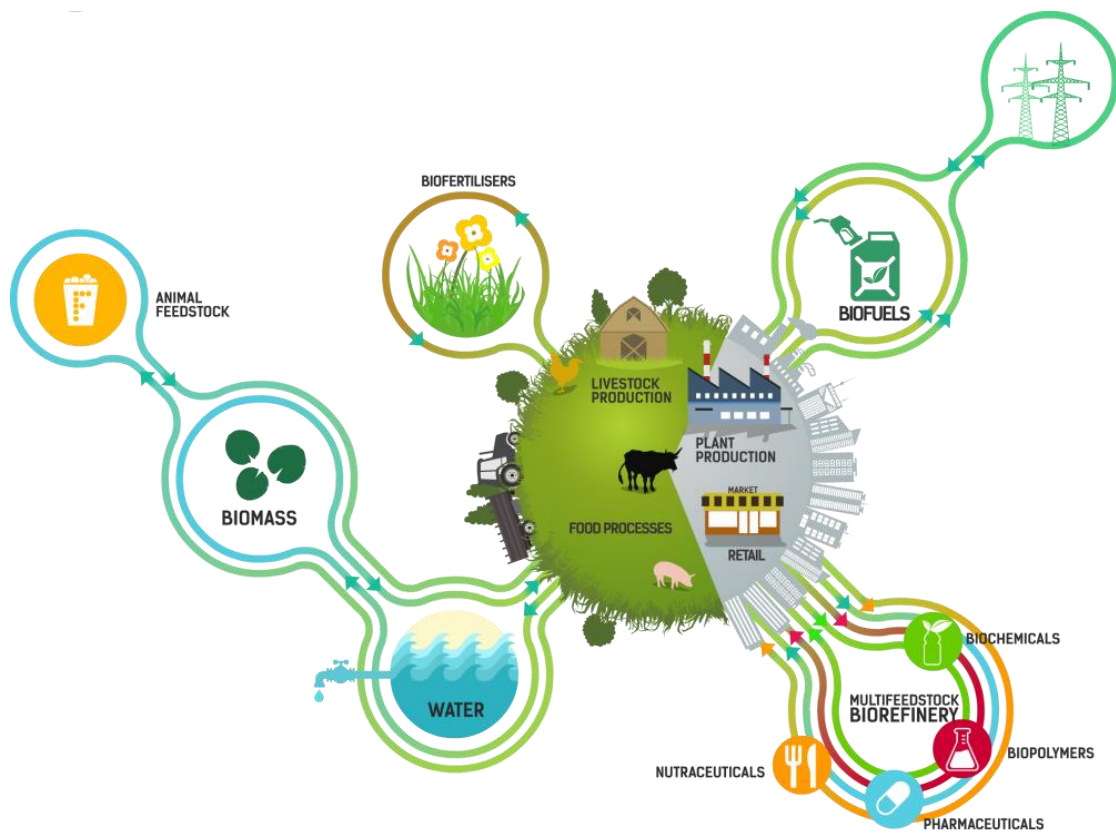 BIOFERTILISERS
ANIMAL
FEEDSTOCK
BIOFUELS
LIVESTOCK
PRODUCTION
PLANT
PRODUCTION
MARKET
BIOMASS
FOOD PROCESSES
RETAIL
WATER
BIOCHEMICALS
MULTIFEEDSTOCK
BIOREFINERY
BIOPOLYMERS
NUTRACEUTICALS
PHARMACEUTICALS